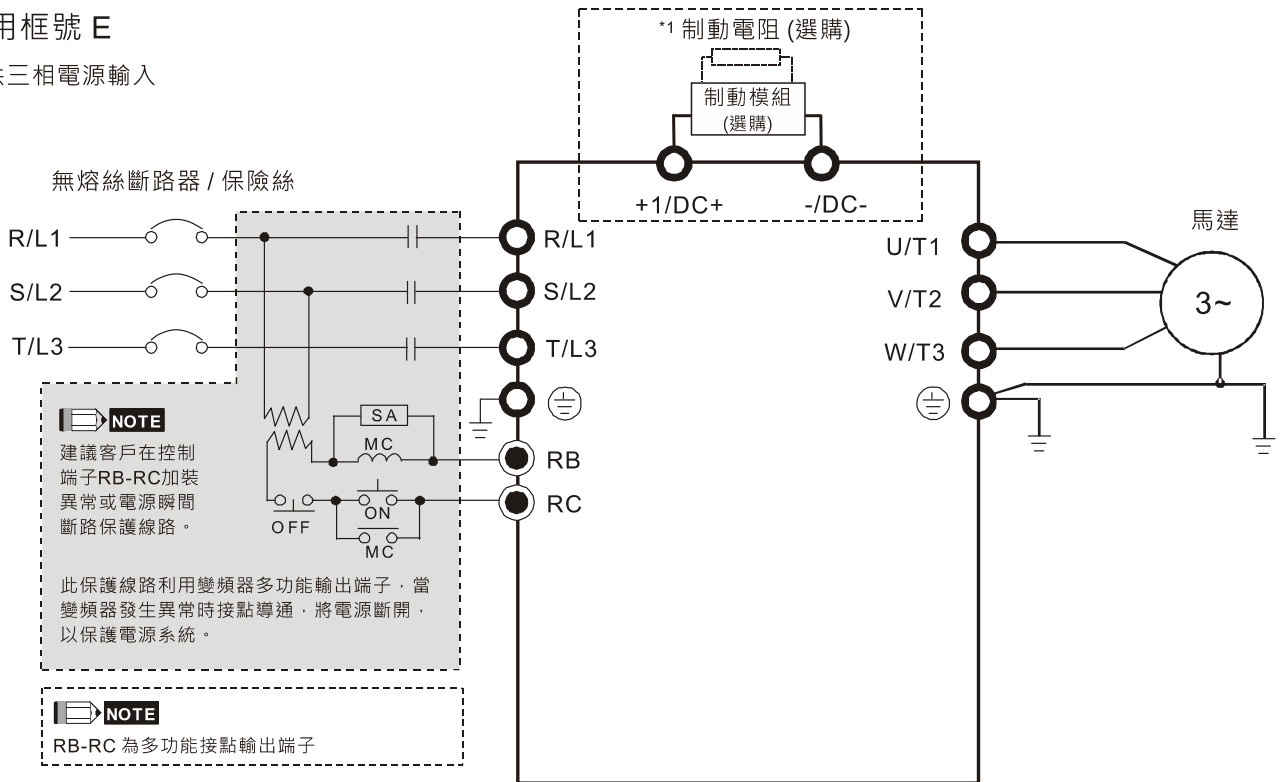 用框號 E
三相電源輸入
*1 制動電阻 (選購)
制動模組
(選購)
+1/DC+
-/DC-
無熔絲斷路器 / 保險絲
R/L1
R/L1
U/T1
馬達
S/L2
S/L2
V/T2
3~
T/L3
T/L3
W/T3
NOTE
建議客戶在控制
端子RB-RC加裝
異常或電源瞬間
斷路保護線路。
SA
MC
RB
OFF
ON
RC
MC
此保護線路利用變頻器多功能輸出端子，當
變頻器發生異常時接點導通，將電源斷開，
以保護電源系統。
NOTE
RB-RC 為多功能接點輸出端子